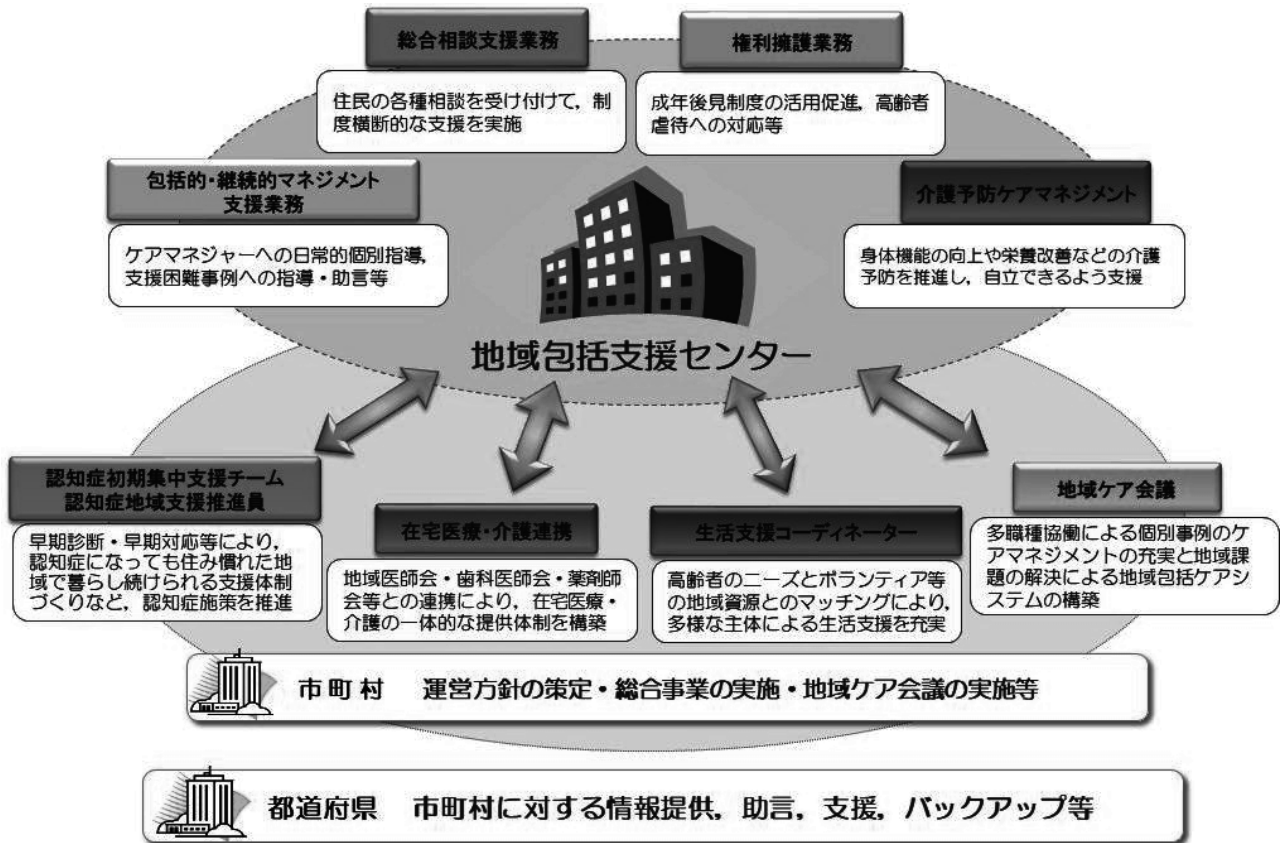 総合相談支援業務
住民の各種相談を受け付けて，制
度横断的な支援を実施
権利擁護業務
成年後見制度の活用促進，高齢者
虐待への対応等
包括的・継続的マネジメント
支援業務
ケアマネジャーへの日常的個別指導，
支援困難事例への指導・助言等
介護予防ケアマネジメント
身体機能の向上や栄養改善などの介護
予防を推進し，自立できるよう支援
地域包括支援センター
認知症初期集中支援チーム
認知症地域支援推進員
早期診断・早期対応等により，
認知症になっても住み慣れた地
域で暮らし続けられる支援体制
づくりなど，認知症施策を推進
在宅医療・介護連携
地域医師会・歯科医師会・薬剤師
会等との連携により，在宅医療・
介護の一体的な提供体制を構築
生活支援コーディネーター
高齢者のニーズとボランティア等
の地域資源とのマッチングにより，
多様な主体による生活支援を充実
地域ケア会議
多職種協働による個別事例のケ
アマネジメントの充実と地域課
題の解決による地域包括ケアシ
ステムの構築
市町村 運営方針の策定・総合事業の実施・地域ケア会議の実施等
都道府県 市町村に対する情報提供，助言，支援，バックアップ等